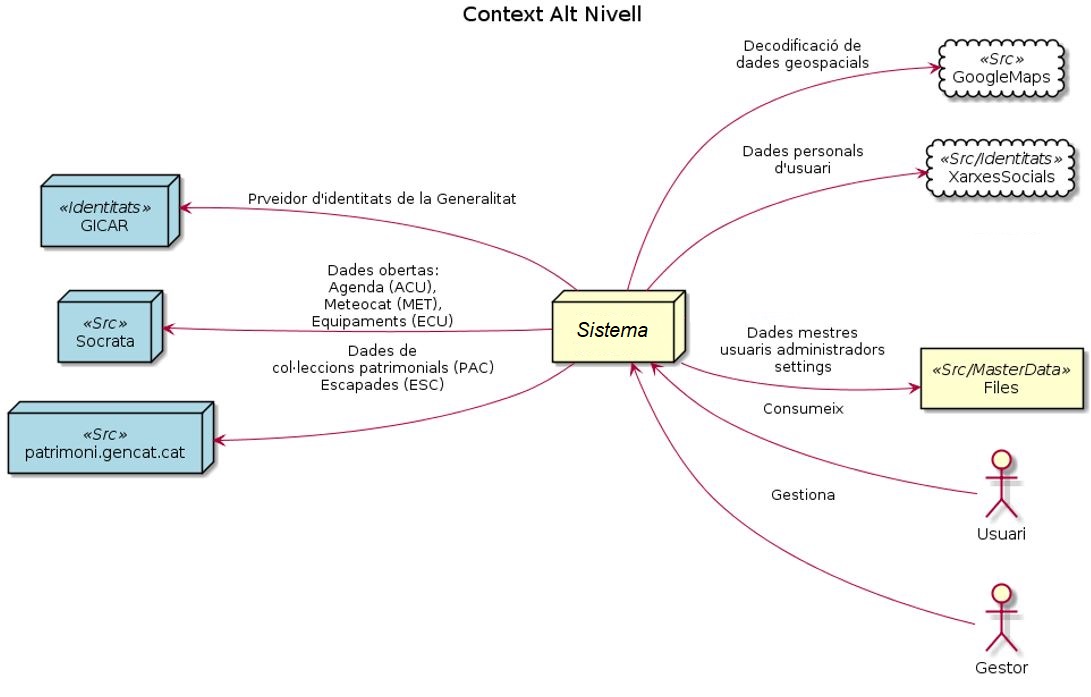 Context Alt Nivell
Decodificació de
dades geospacials
«Src»
GoogleMaps
Dades personals
d'usuari
«Src/Identitats»
XarxesSocials
«Identitats»
GICAR
Prveidor d'identitats de la Generalitat
Dades obertes:
Agenda (ACU),
Meteocat (MET),
Equipaments (ECU)
«Src»
Socrata
Sistema
Dades de
col·leccions patrimonials (PAC)
Escapades (ESC)
«Src»
patrimoni.gencat.cat
Dades mestres
usuaris administradors
settings
«Src/MasterData»
Files
Consumeix
Usuari
Gestiona
Gestor